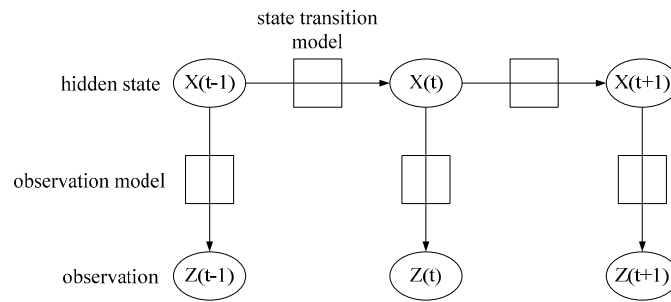 state transition
model
hidden state
X(t-1)
X(t)
X(t+1)
observation model
observation
Z(t-1)
Z(t)
Z(t+1)